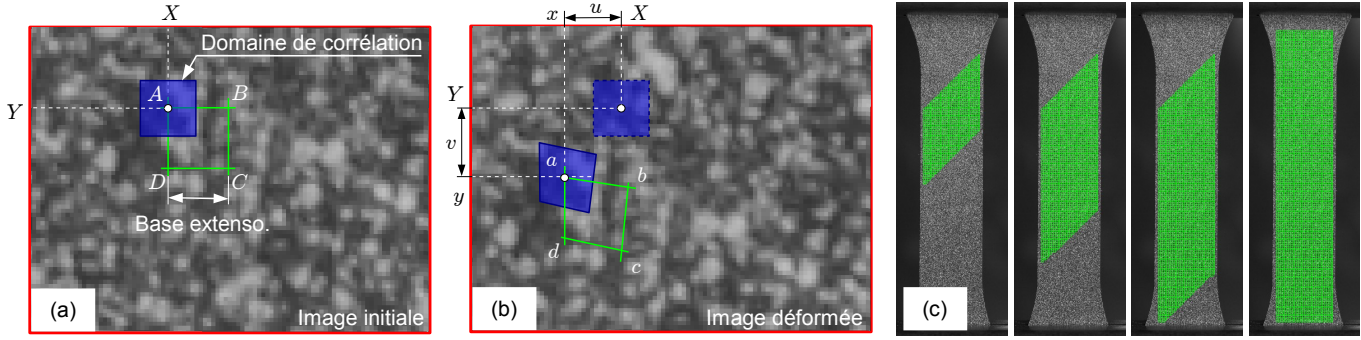 X
Domaine de corrélation
Y
A
B
D
C
Base extenso.
(a)
Image initiale
x
u
X
Y
v
y
a
b
d
c
(b)
Image déformée
(c)